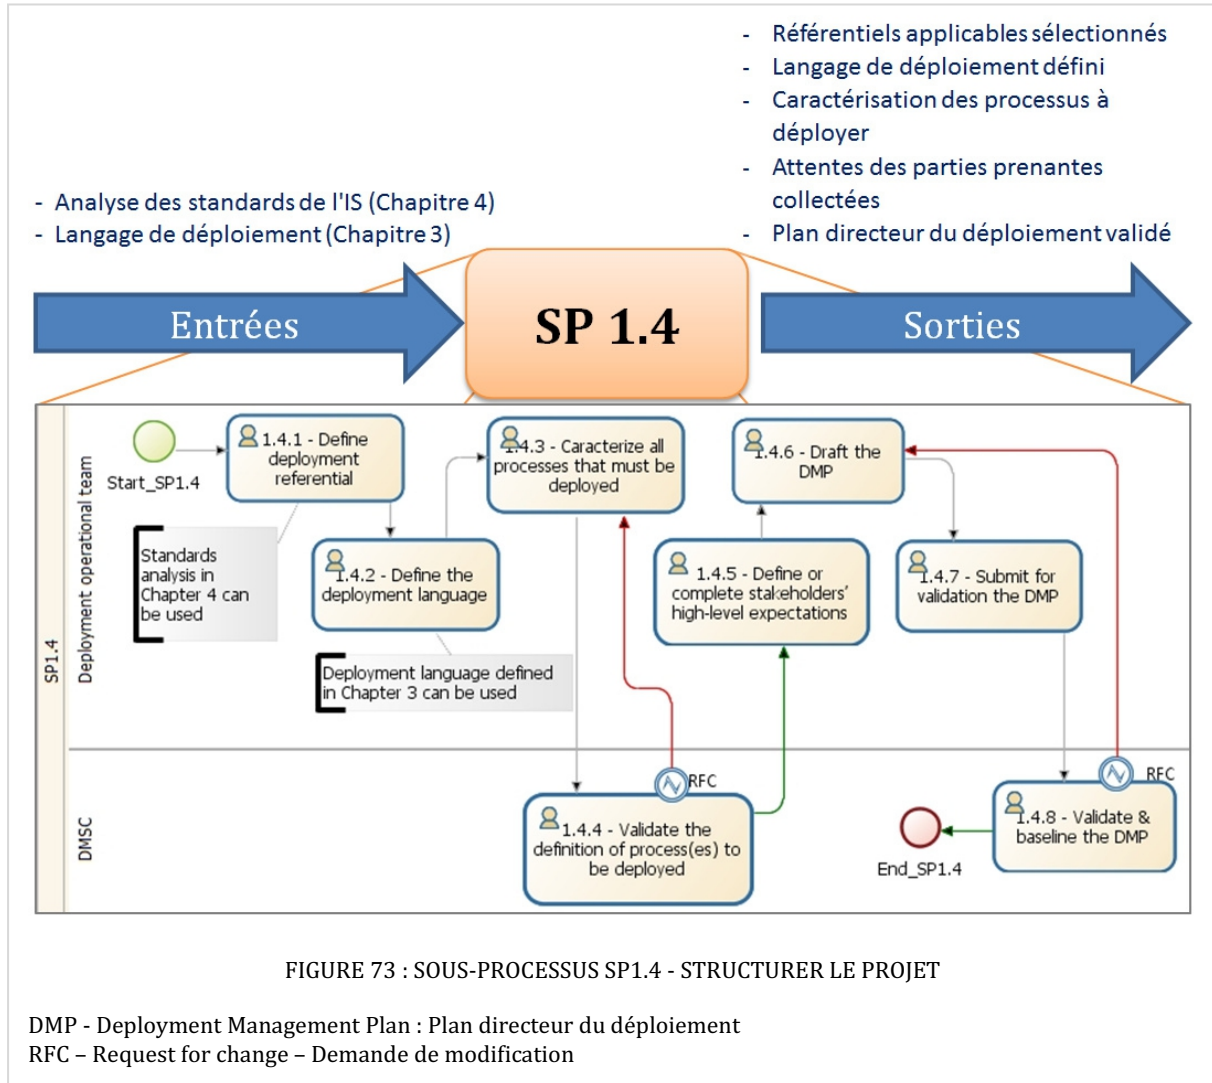 - Référentiels applicables sélectionnés
- Langage de déploiement défini
- Caractérisation des processus à
déployer
- Attentes des parties prenantes
collectées
- Plan directeur du déploiement validé
- Analyse des standards de l'IS (Chapitre 4)
- Langage de déploiement (Chapitre 3)
Entrées
SP 1.4
Sorties
SP1.4
Deployment operational team
Start_SP1.4
1.4.1 - Define
deployment
referential
Standards
analysis in
Chapter 4 can
be used
1.4.2 - Define the
deployment language
Deployment language defined
in Chapter 3 can be used
1.4.3 - Caracterize all
processes that must be
deployed
1.4.6 - Draft the
DMP
1.4.5 - Define or
complete stakeholders'
high-level expectations
1.4.7 - Submit for
validation the DMP
DMSC
RFC
1.4.4 - Validate the
definition of process(es) to
be deployed
End_SP1.4
RFC
1.4.8 - Validate &
baseline the DMP
FIGURE 73 : SOUS-PROCESSUS SP1.4 - STRUCTURER LE PROJET
DMP - Deployment Management Plan : Plan directeur du déploiement
RFC – Request for change – Demande de modification